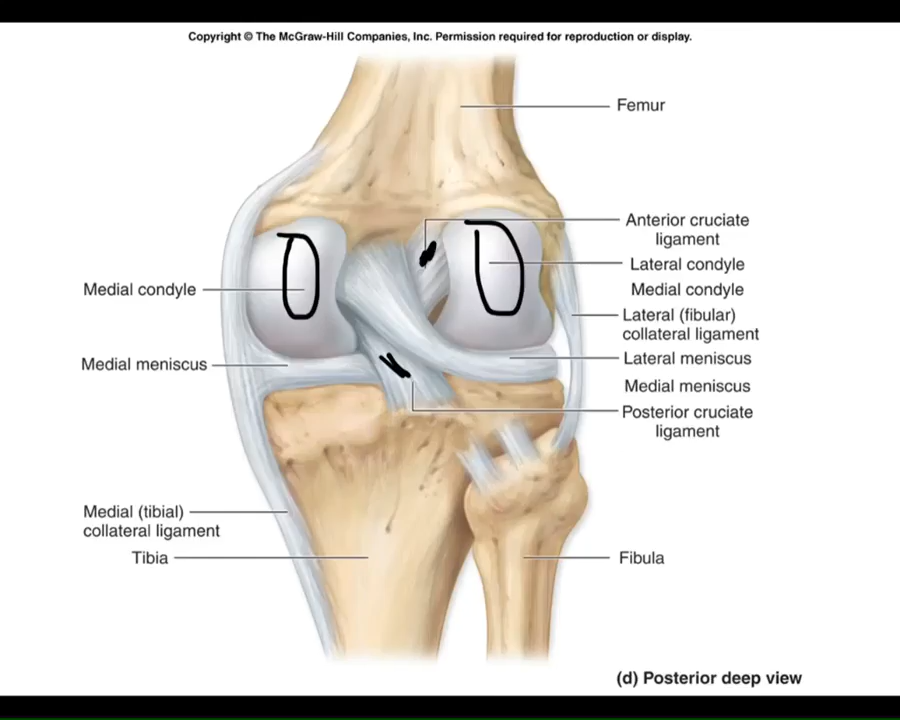 Copyright © The McGraw-Hill Companies, Inc. Permission required for reproduction or display.
Femur
Anterior cruciate
ligament
Lateral condyle
Medial condyle
Medial condyle
Lateral (fibular)
collateral ligament
Lateral meniscus
Medial meniscus
Medial meniscus
Posterior cruciate
ligament
Medial (tibial)
collateral ligament
Tibia
Fibula
(d) Posterior deep view